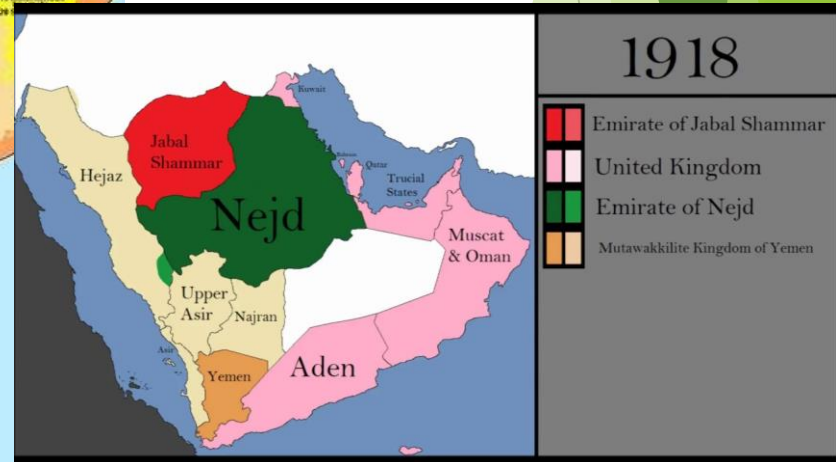 1918
Emirate of Jabal Shammar
United Kingdom
Emirate of Nejd
Mutawakkilite Kingdom of Yemen
Kuwait
Jabal
Shammar
Hejaz
Bahrain
Qatar
Trucial
States
Nejd
Muscat
& Oman
Upper
Asir
Najran
Asir
Yemen
Aden